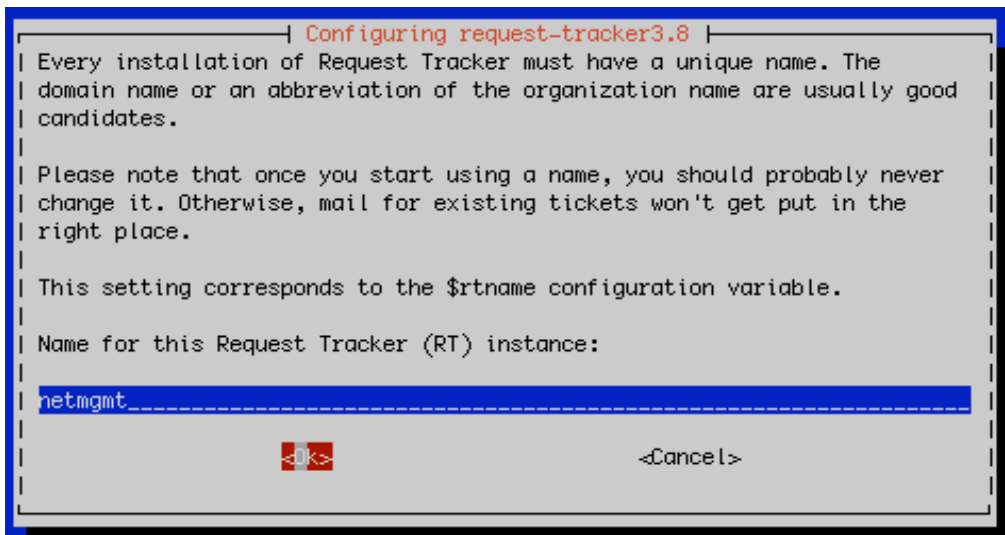 Configuring request-tracker3.8
Every installation of Request Tracker must have a unique name. The
domain name or an abbreviation of the organization name are usually good
candidates.
Please note that once you start using a name, you should probably never
change it. Otherwise, mail for existing tickets won't get put in the
right place.
This setting corresponds to the $rtname configuration variable.
Name for this Request Tracker (RT) instance:
netmgmt
<Ok> <Cancel>